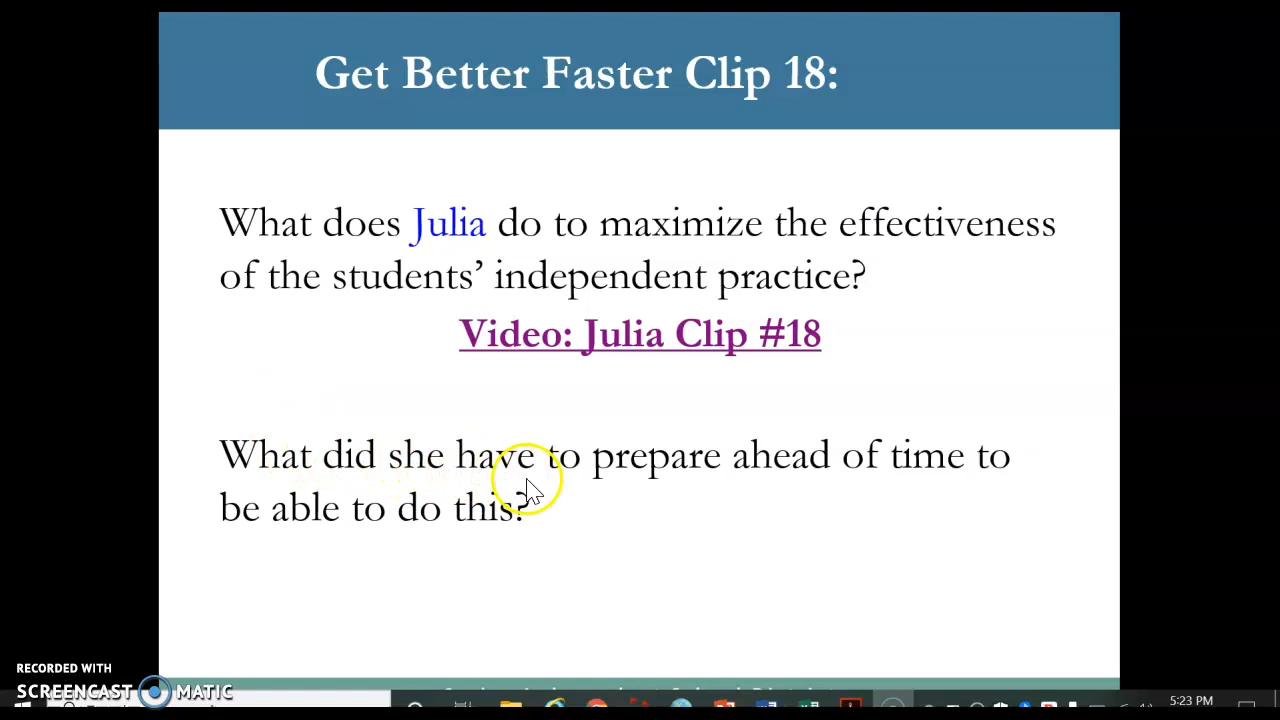 Get Better Faster Clip 18:
What does Julia do to maximize the effectiveness
of the students’ independent practice?
Video: Julia Clip #18
What did she have to prepare ahead of time to
be able to do this?
RECORDED WITH
SCREENCAST MATIC
5:23 PM